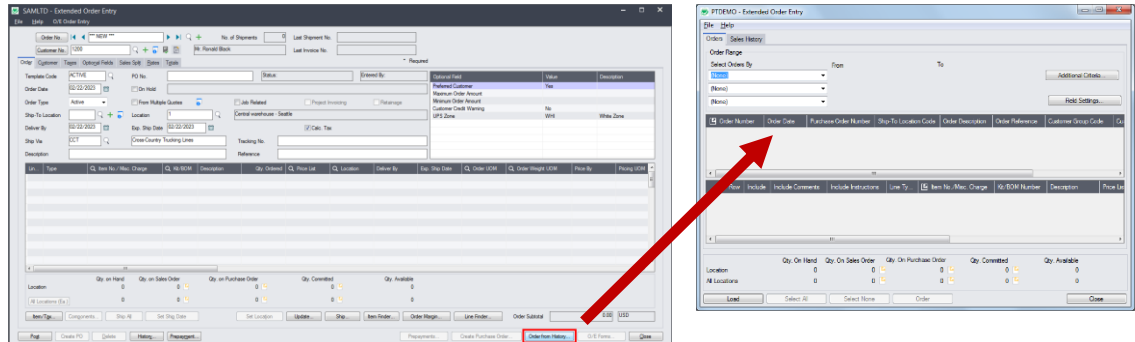 SAMLTD - Extended Order Entry
File Help O/E Order Entry
Order No. *** NEW *** No. of Shipments 0 Last Shipment No.
Customer No. 1200 Mr. Ronald Black Last Invoice No.
Order Customer Taxes Optional Fields Sales Split Rates Totals * Required
Template Code ACTIVE PO No. Status Entered By:
Order Date 02/22/2023 On Hold
Order Type Active From Multiple Quotes Job Related Project Invoicing Retainage
Ship-To Location Location 1 Central warehouse - Seattle
Deliver By 02/22/2023 Exp. Ship Date 02/22/2023 Calc. Tax
Ship Via CCT Cross-Country Trucking Lines Tracking No.
Description Reference
Optional Field Value Description
Preferred Customer Yes
Maximum Order Amount
Minimum Order Amount
Customer Credit Warning No
UPS Zone WHI White Zone
Lin... Type Item No./Misc. Charge Kit/BOM Description Qty. Ordered Price List Location Deliver By Exp. Ship Date Order UOM Order Weight UOM Price By Pricing UOM
Qty. on Hand Qty. on Sales Order Qty. on Purchase Order Qty. Committed Qty. Available
Location 0 0 0 0 0
All Locations (Ea.) 0 0 0 0 0
Item/Tax... Components... Ship All Set Ship Date Set Location Update... Ship... Item Finder... Order Margin... Line Finder... Order Subtotal 0.00 USD
Post Create PO Delete History... Prepayment... Prepayments... Create Purchase Order... Order from History... O/E Forms... Close
PTDEMO - Extended Order Entry
File Help
Orders Sales History
Order Range
Select Orders By From To
(None) Additional Criteria...
(None)
(None) Field Settings...
Order Number Order Date Purchase Order Number Ship-To Location Code Order Description Order Reference Customer Group Code Cu
Row Include Include Comments Include Instructions Line Ty... Item No./Misc. Charge Kit/BOM Number Description Price Lis
Qty. On Hand Qty. On Sales Order Qty. On Purchase Order Qty. Committed Qty. Available
Location 0 0 0 0 0
All Locations 0 0 0 0 0
Load Select All Select None Order Close